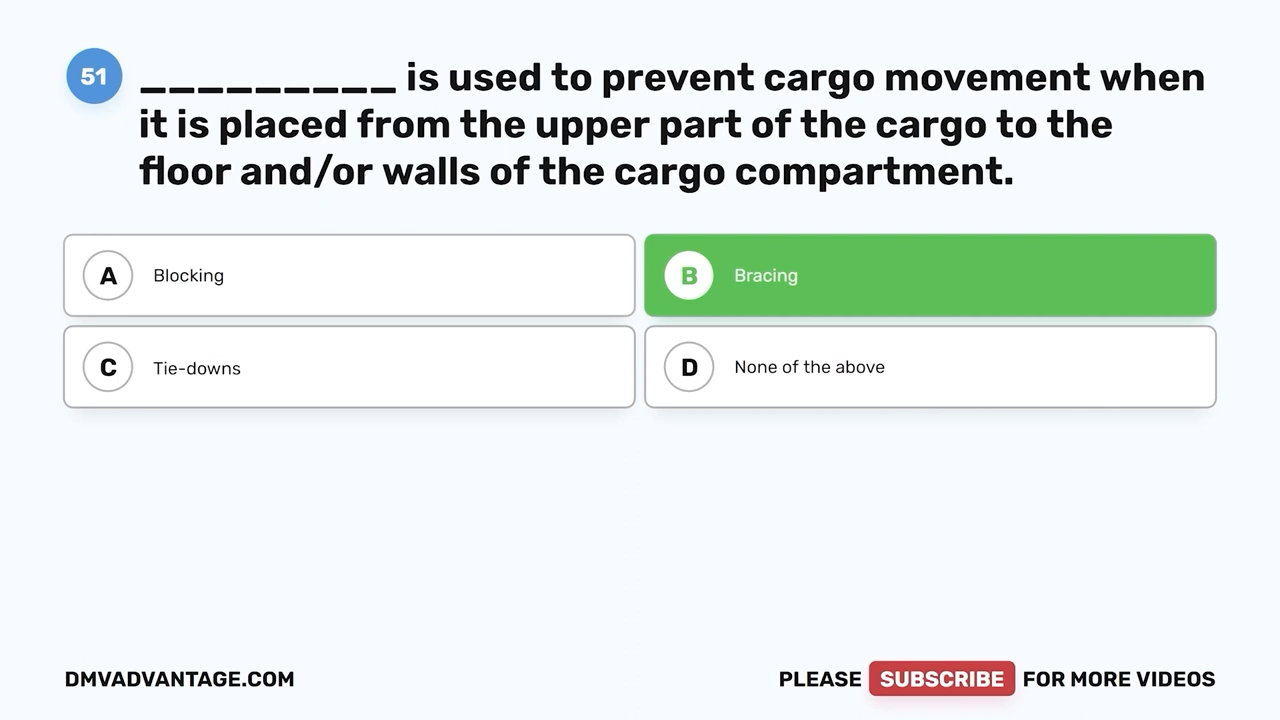 51
_________ is used to prevent cargo movement when
it is placed from the upper part of the cargo to the
floor and/or walls of the cargo compartment.
A Blocking
B Bracing
C Tie-downs
D None of the above
DMVADVANTAGE.COM
PLEASE SUBSCRIBE FOR MORE VIDEOS